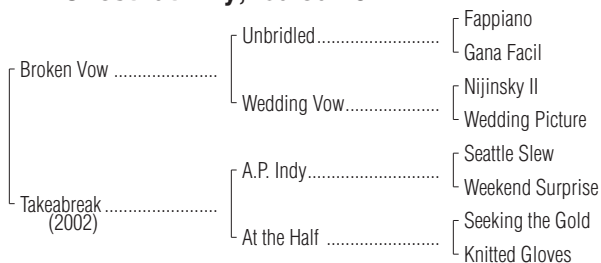 Unbridled
Fappiano
Gana Facil
Broken Vow
Wedding Vow
Nijinsky II
Wedding Picture
A.P. Indy
Seattle Slew
Weekend Surprise
Takeabreak
(2002)
At the Half
Seeking the Gold
Knitted Gloves